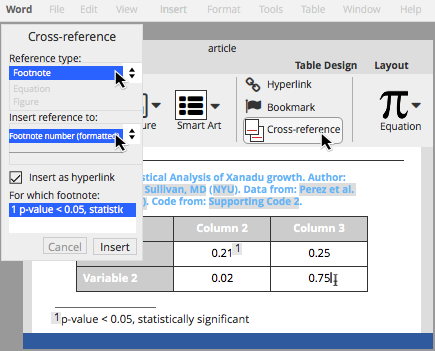 Word File Edit View Insert Format Tools Table Window Help
Cross-reference
Reference type:
Footnote
Equation
Figure
Insert reference to:
Footnote number (formatted)
Insert as hyperlink
For which footnote:
1 p-value < 0.05, statistic
Cancel Insert
article
Table Design Layout
ure
Smart Art
Hyperlink
Bookmark
Cross-reference
π
Equation
tical Analysis of Xanadu growth. Author:
Sullivan, MD (NYU). Data from: Perez et al.
). Code from: Supporting Code 2.
Column 2 Column 3
0.21 1 0.25
Variable 2 0.02 0.75
1 p-value < 0.05, statistically significant